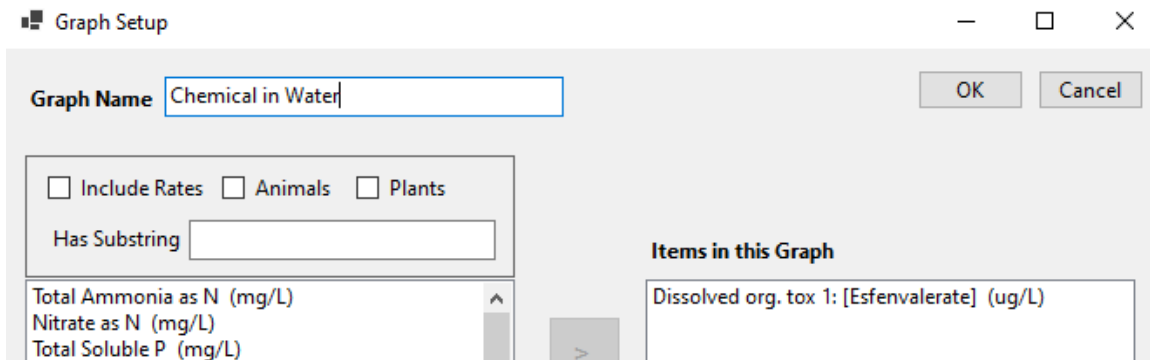 Graph Setup
Graph Name Chemical in Water OK Cancel
Include Rates Animals Plants
Has Substring
Items in this Graph
Total Ammonia as N (mg/L)
Nitrate as N (mg/L)
Total Soluble P (mg/L)
>
Dissolved org. tox 1: [Esfenvalerate] (ug/L)